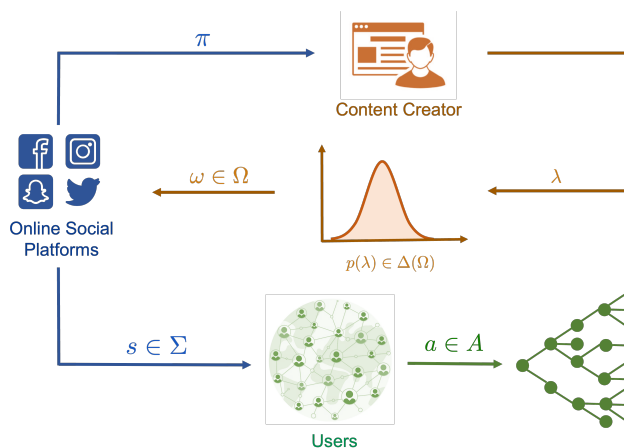 π
Content Creator
ω ∈ Ω
λ
Online Social
Platforms
p(λ) ∈ Δ(Ω)
s ∈ Σ
a ∈ A
Users